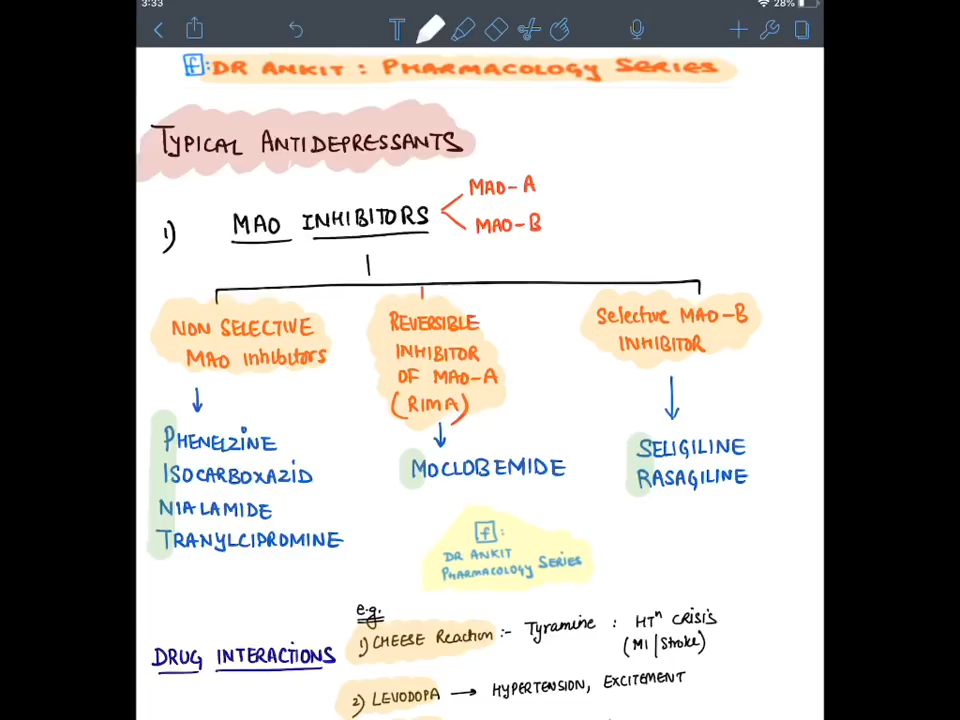 3:33
28%
T
f : DR ANKIT : PHARMACOLOGY SERIES
TYPICAL ANTIDEPRESSANTS
1) MAO INHIBITORS
MAO-A
MAO-B
NON SELECTIVE
MAO inhibitors
REVERSIBLE
INHIBITOR
OF MAO-A
(RIMA)
Selective MAO-B
INHIBITOR
PHENELZINE
ISOCARBOXAZID
NIALAMIDE
TRANYLCIPROMINE
MOCLOBEMIDE
SELIGILINE
RASAGILINE
f :
DR ANKIT
PHARMACOLOGY SERIES
DRUG INTERACTIONS
e.g.
1) CHEESE Reaction :- Tyramine : HTⁿ CRISIS
(MI | Stroke)
2) LEVODOPA → HYPERTENSION, EXCITEMENT